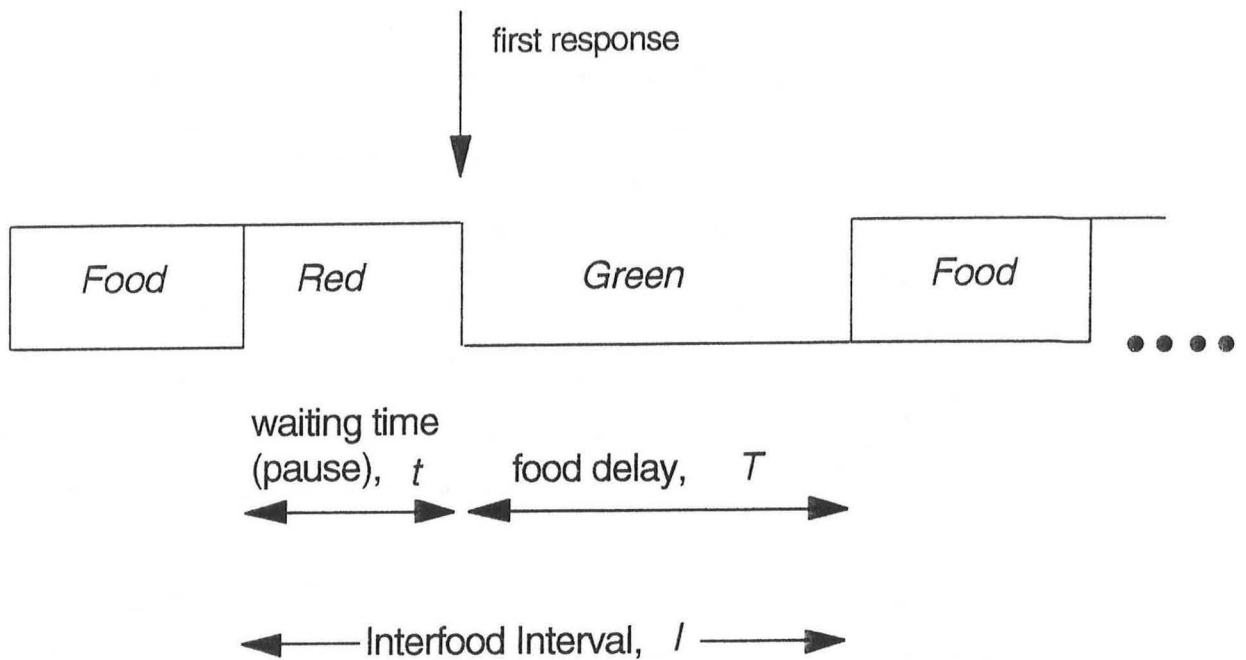 first response
Food
Red
Green
Food
waiting time
(pause), t
food delay, T
Interfood Interval, I